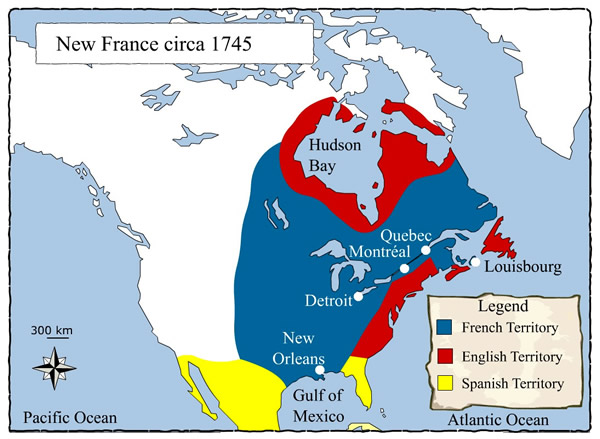 New France circa 1745
Hudson
Bay
Quebec
Montréal
Louisbourg
Detroit
New
Orleans
Gulf of
Mexico
300 km
Pacific Ocean
Legend
French Territory
English Territory
Spanish Territory
Atlantic Ocean